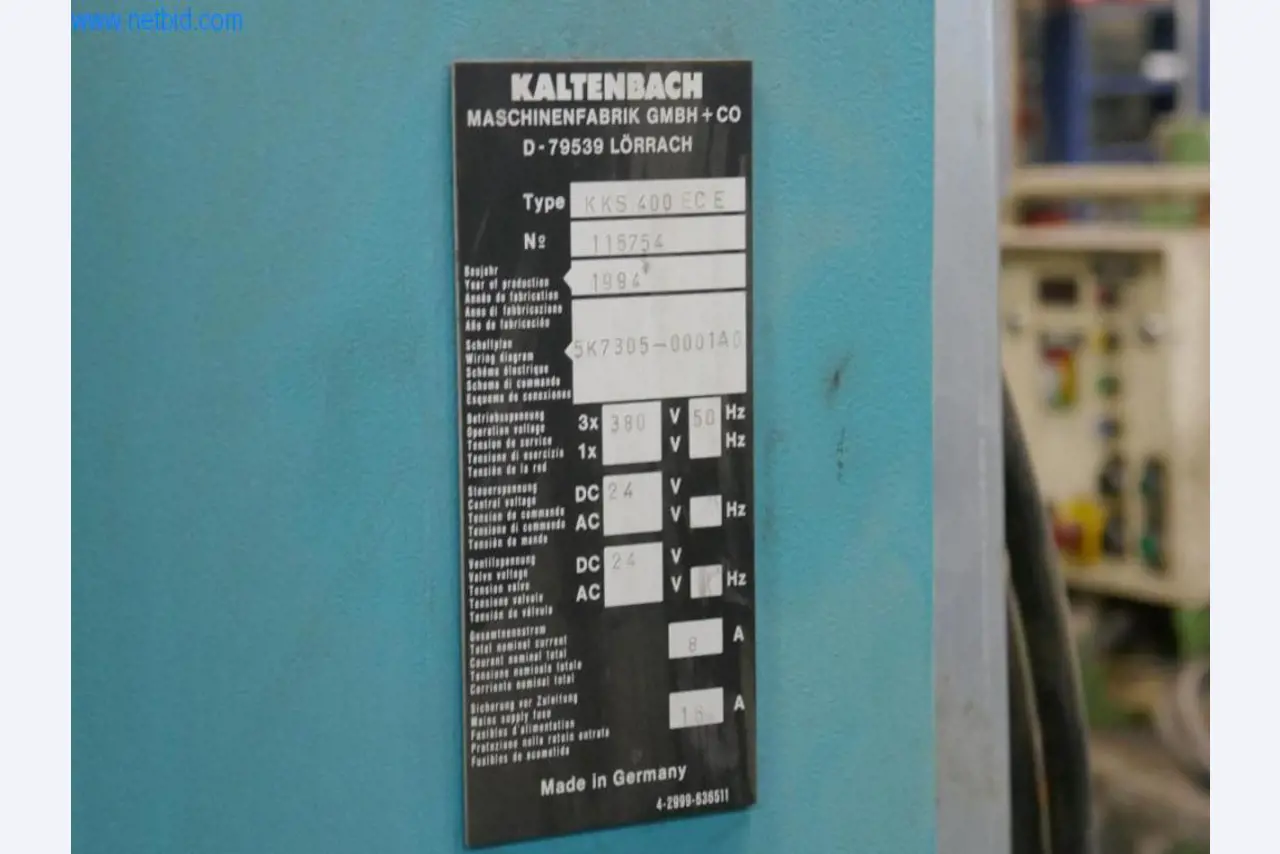 www.netbid.com
KALTENBACH
MASCHINENFABRIK GMBH + CO
D - 79539 LÖRRACH
Type KKS 400 EC E
Nº 115754
Baujahr
Year of production
Année de fabrication
Anno di fabbricazione
Año de fabricación
1994
Schaltplan
Wiring diagram
Schéma électrique
Schema di commande
Esquema de conexiones
5K7305-0001A0
Betriebsspannung
Operation voltage
Tension de service
Tensione di esercizio
Tensión de la red
3x 380 V 50 Hz
1x V Hz
Steuerspannung
Control voltage
Tension de commande
Tensione di commande
Tensión de mando
DC 24 V
AC V Hz
Ventilspannung
Valve voltage
Tension valve
Tensione valvole
Tensión de válvula
DC 24 V
AC V Hz
Gesamtnennstrom
Total nominal current
Courant nominal total
Tensione nominale totale
Corriente nominal total
8 A
Sicherung vor Zuleitung
Mains supply fuse
Fusibles d'alimentation
Protezione nella rete entrata
Fusibles de acometida
16 A
Made in Germany
4-2999-636511